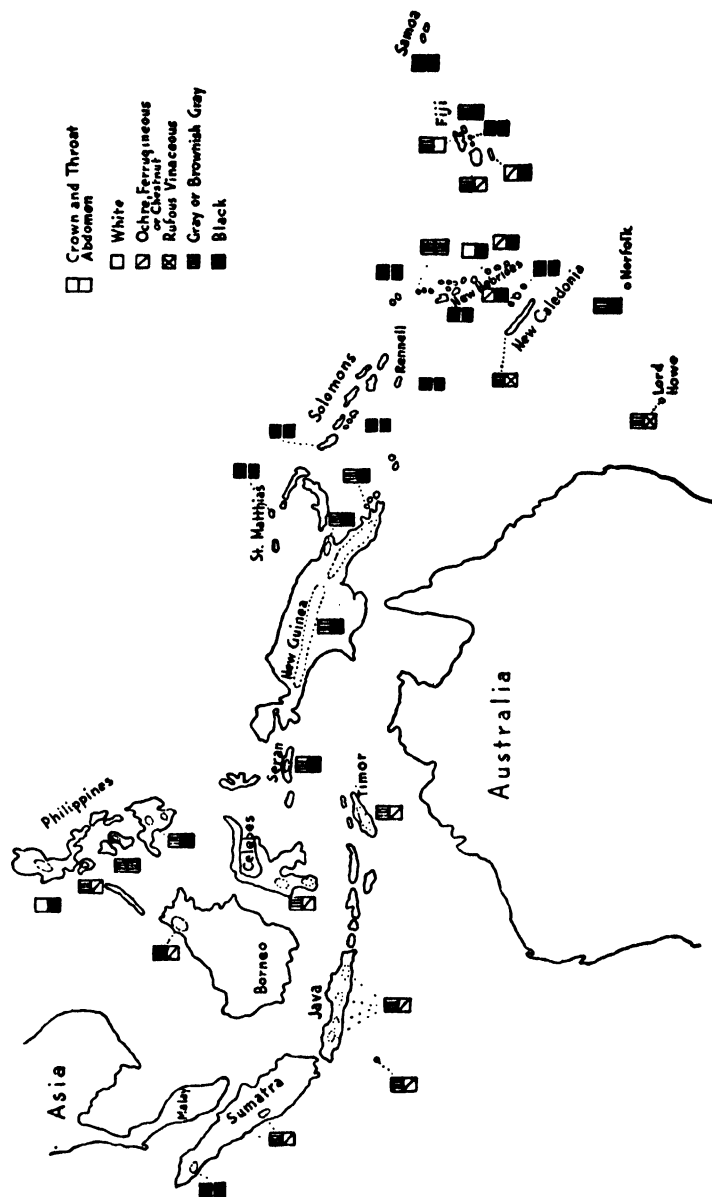 Crown and Throat
Abdomen
White
Ochre, Ferrugineous
or Chestnut
Rufous Vinaceous
Gray or Brownish Gray
Black
Asia
Malay
Sumatra
Java
Borneo
Philippines
Celebes
Seran
Timor
New Guinea
Australia
St. Matthias
Solomons
Rennell
New Hebrides
New Caledonia
Lord
Howe
Norfolk
Fiji
Samoa